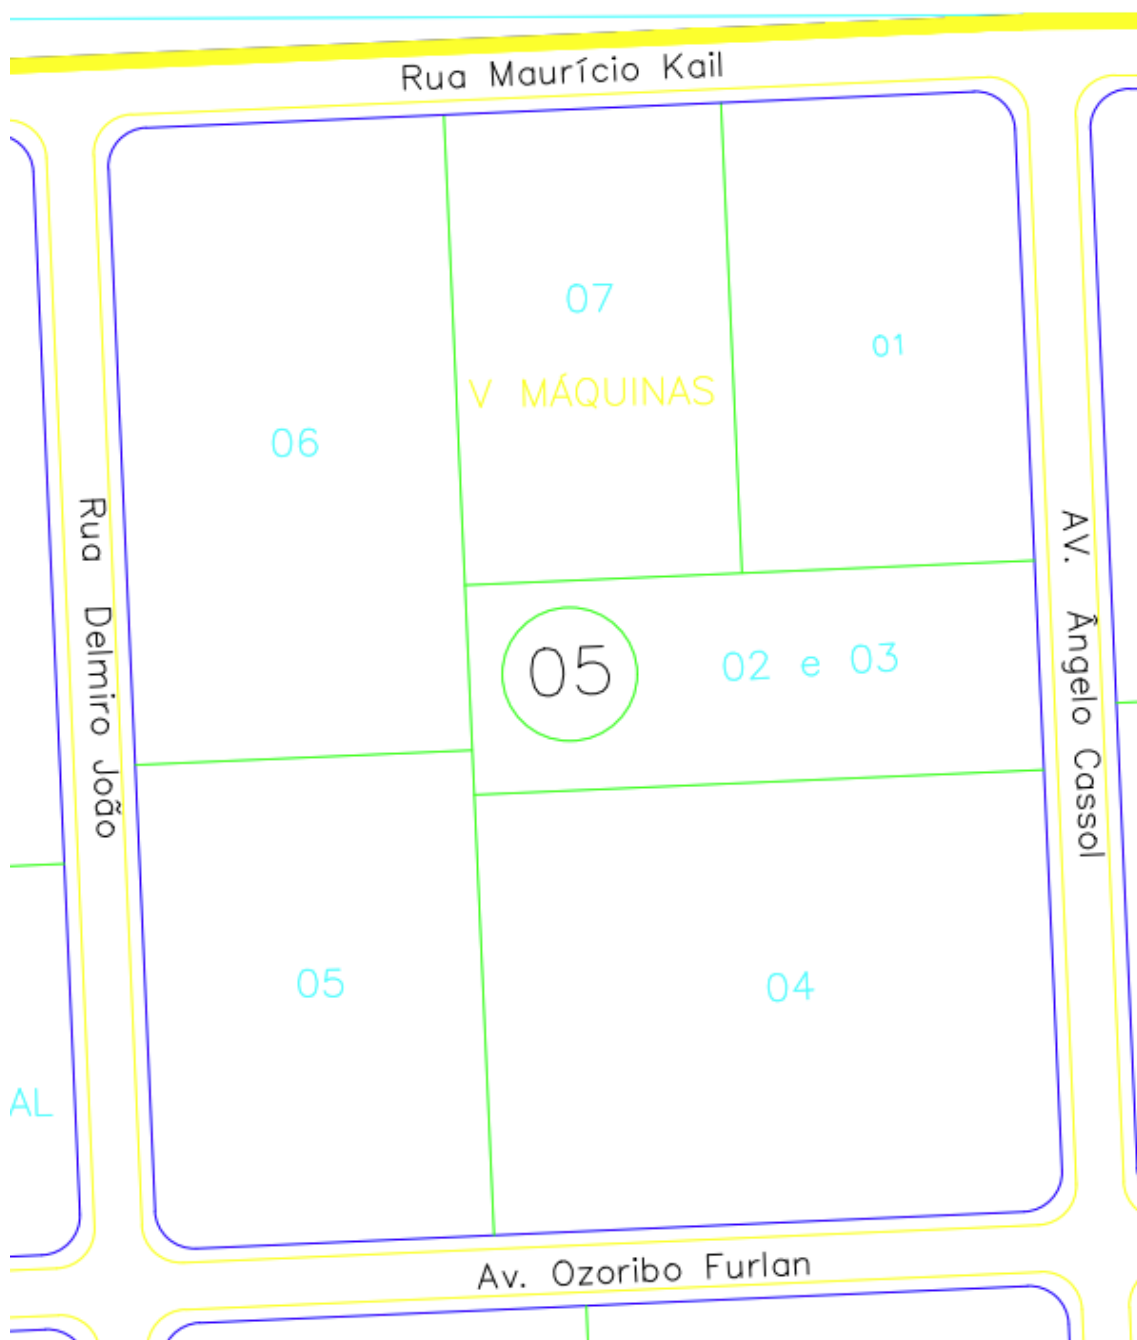 Rua Maurício Kail
07
01
V MÁQUINAS
06
Rua Delmiro João
AV. Ângelo Cassol
05
02 e 03
05
04
AL
Av. Ozoribo Furlan